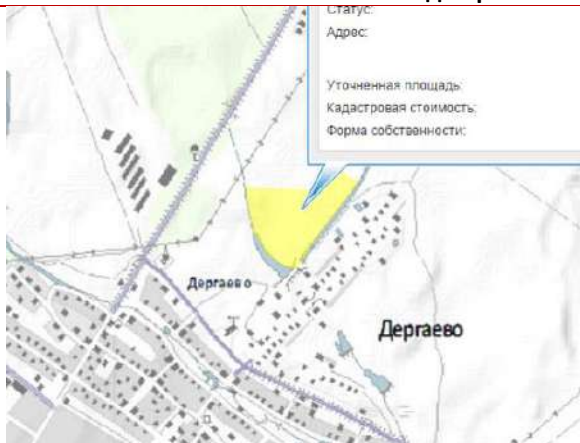 Статус:
Адрес:
Уточненная площадь:
Кадастровая стоимость:
Форма собственности:
Дергаево
Дергаево